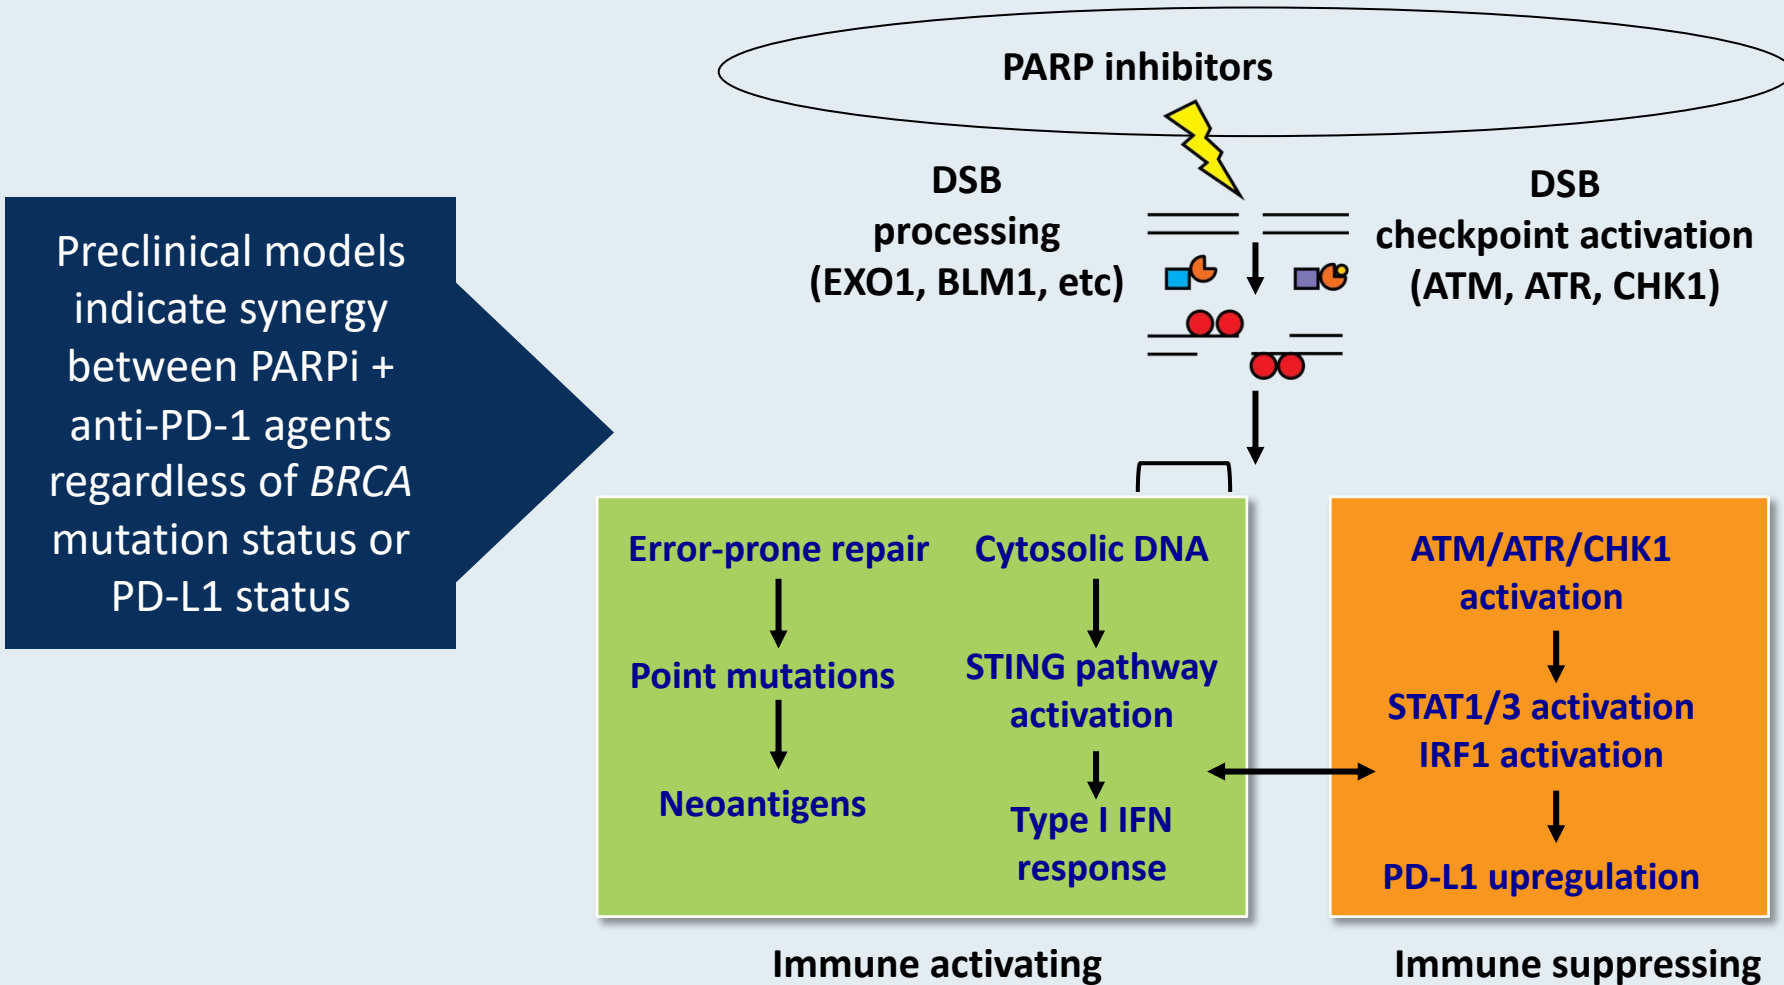 PARP inhibitors
DSB
processing
(EXO1, BLM1, etc)
DSB
checkpoint activation
(ATM, ATR, CHK1)
Preclinical models
indicate synergy
between PARPi +
anti-PD-1 agents
regardless of BRCA
mutation status or
PD-L1 status
Error-prone repair
Point mutations
Neoantigens
Cytosolic DNA
STING pathway
activation
Type I IFN
response
ATM/ATR/CHK1
activation
STAT1/3 activation
IRF1 activation
PD-L1 upregulation
Immune activating
Immune suppressing